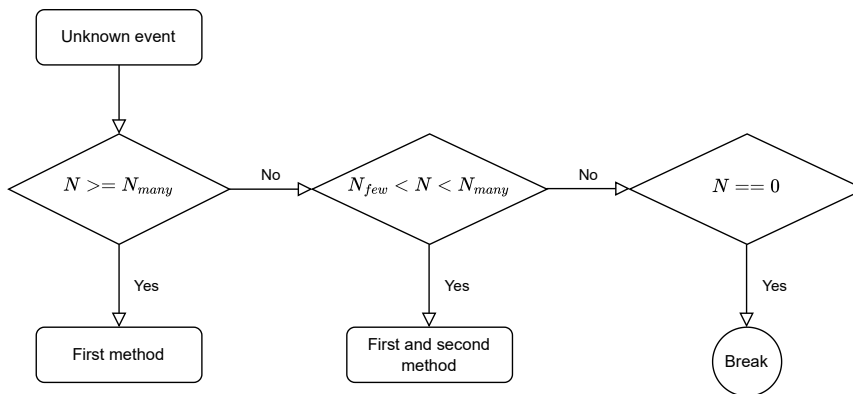 Unknown event
N >= N_many
No
N_few < N < N_many
No
N == 0
Yes
Yes
Yes
First method
First and second
method
Break